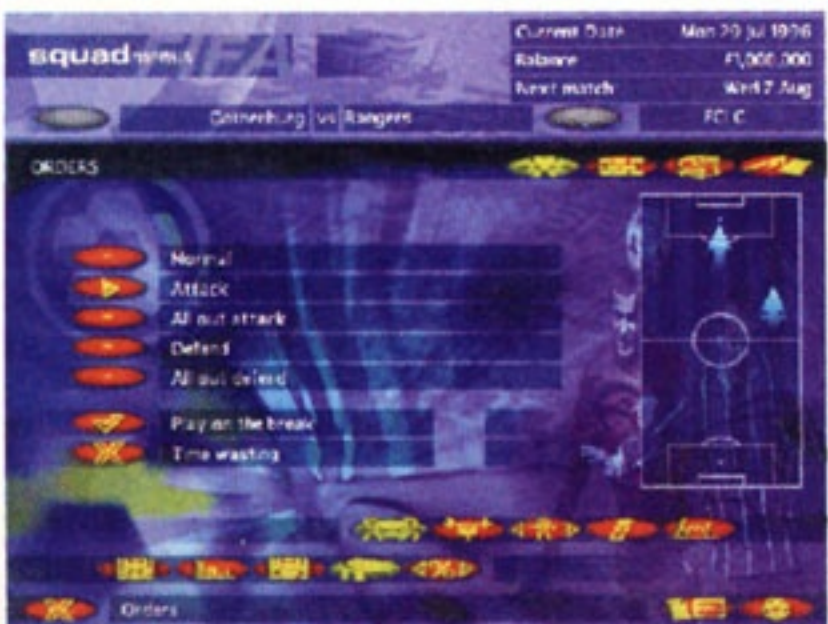 squad menus FIFA
Current Date Mon 29 Jul 1996
Balance £1,000,000
Next match Wed 7 Aug
Gothenburg vs Rangers
ORDERS
Normal
Attack
All out attack
Defend
All out defend
Play on the break
Time wasting
Orders